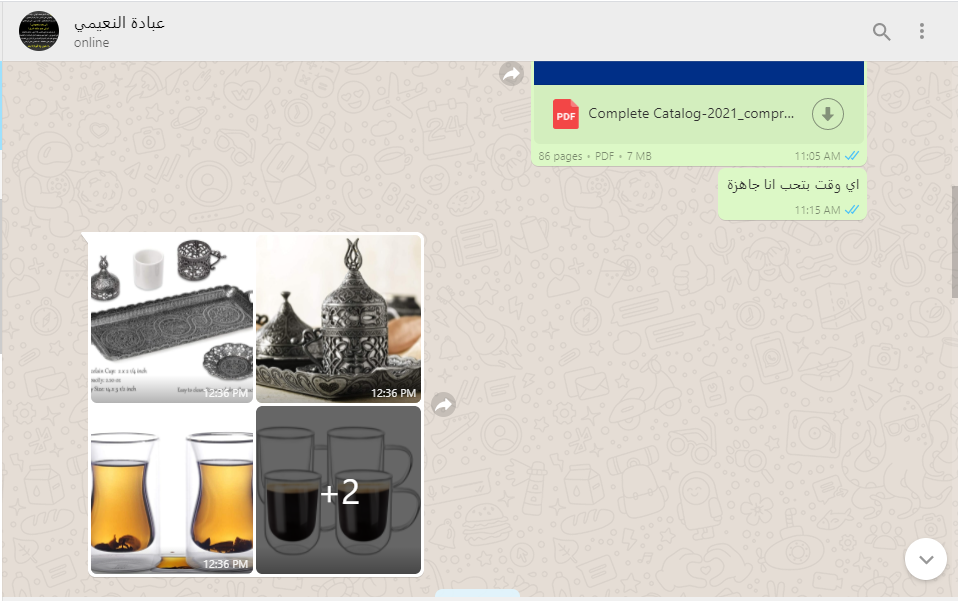 عبادة النعيمي
online
PDF
Complete Catalog-2021_compr...
86 pages • PDF • 7 MB
11:05 AM
اي وقت بتحب انا جاهزة
11:15 AM
12:36 PM
12:36 PM
12:36 PM
+2